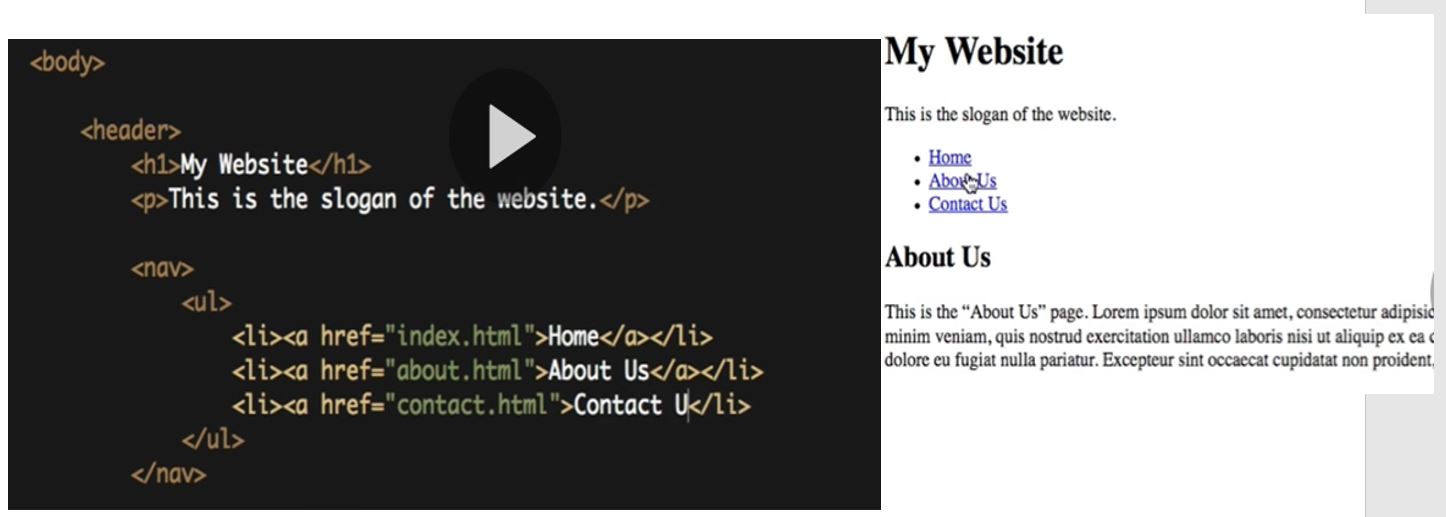 <body>
<header>
<h1>My Website</h1>
<p>This is the slogan of the website.</p>
<nav>
<ul>
<li><a href="index.html">Home</a></li>
<li><a href="about.html">About Us</a></li>
<li><a href="contact.html">Contact U</li>
</ul>
</nav>
My Website
This is the slogan of the website.
• Home
• About Us
• Contact Us
About Us
This is the “About Us” page. Lorem ipsum dolor sit amet, consectetur adipisic
minim veniam, quis nostrud exercitation ullamco laboris nisi ut aliquip ex ea c
dolore eu fugiat nulla pariatur. Excepteur sint occaecat cupidatat non proident,